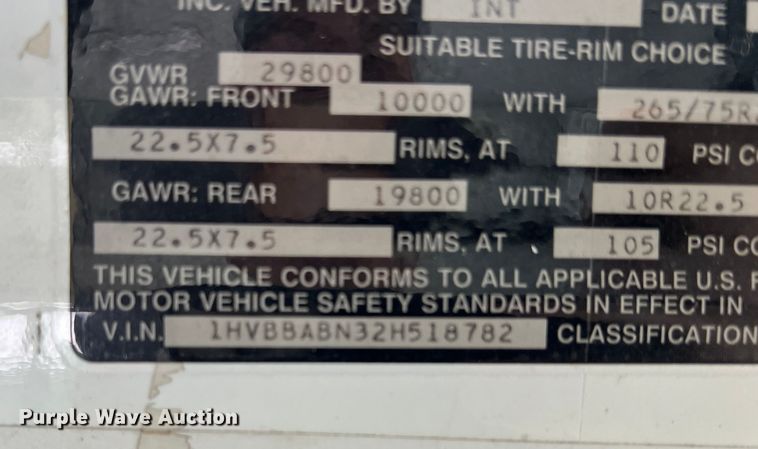 INC. VEH. MFD. BY INT DATE
SUITABLE TIRE-RIM CHOICE
GVWR 29800
GAWR: FRONT 10000 WITH 265/75R
22.5X7.5 RIMS, AT 110 PSI CO
GAWR: REAR 19800 WITH 10R22.5
22.5X7.5 RIMS. AT 105 PSI CO
THIS VEHICLE CONFORMS TO ALL APPLICABLE U.S. F
MOTOR VEHICLE SAFETY STANDARDS IN EFFECT IN
V.I.N. 1HVBBABN32H518782 CLASSIFICATION
Purple Wave Auction